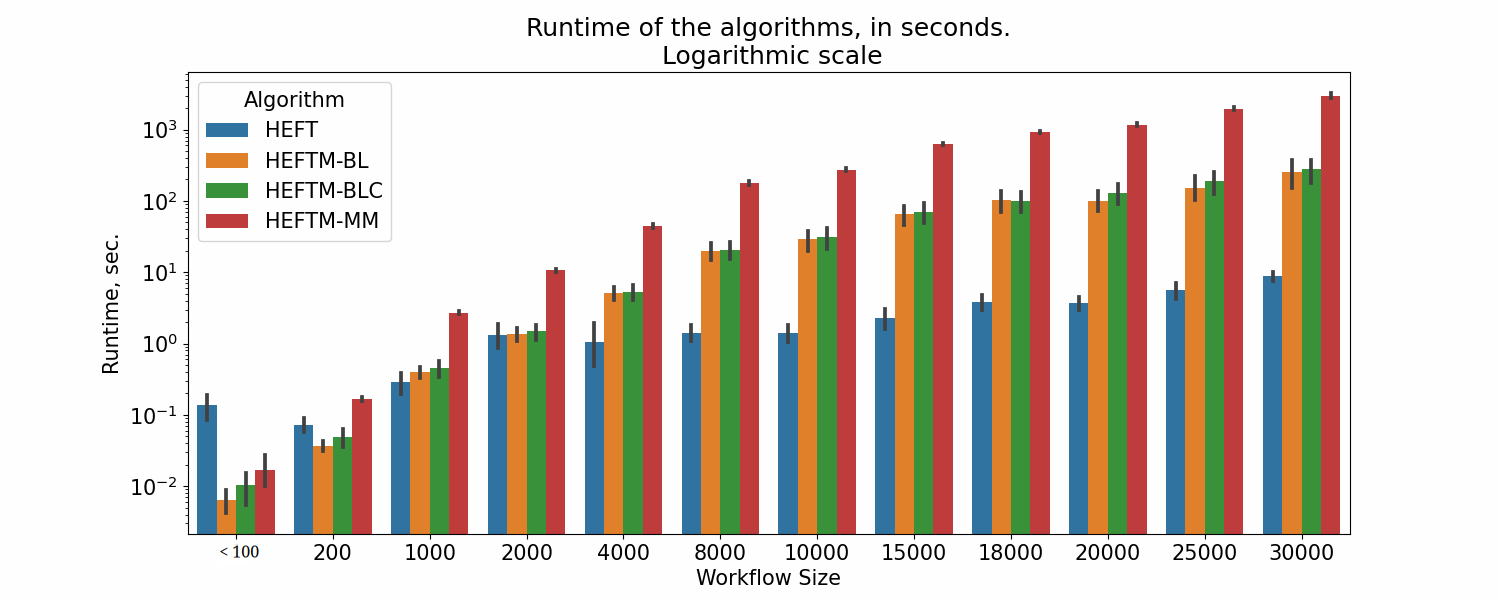 Runtime of the algorithms, in seconds.
Logarithmic scale
Algorithm
HEFT
HEFTM-BL
HEFTM-BLC
HEFTM-MM
Runtime, sec.
10³
10²
10¹
10⁰
10⁻¹
10⁻²
< 100 200 1000 2000 4000 8000 10000 15000 18000 20000 25000 30000
Workflow Size